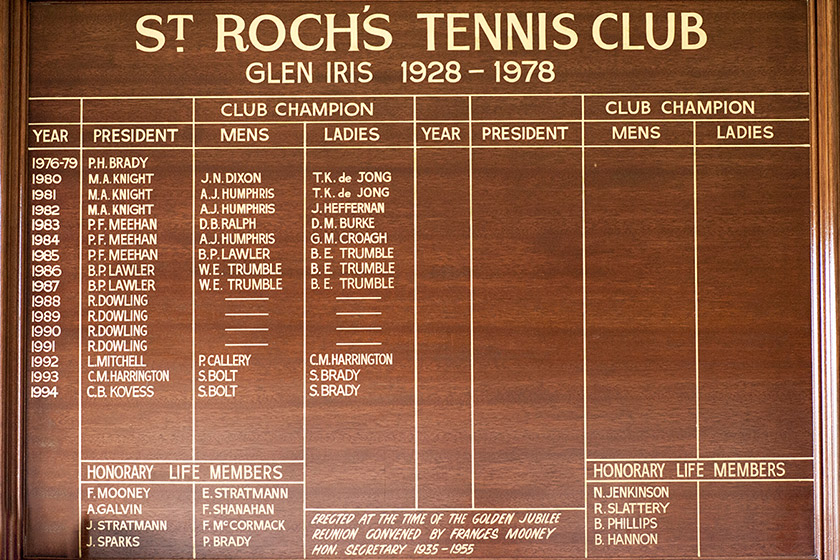 ST ROCH'S TENNIS CLUB
GLEN IRIS 1928 – 1978
CLUB CHAMPION CLUB CHAMPION
YEAR PRESIDENT MENS LADIES YEAR PRESIDENT MENS LADIES
1976-79 P.H. BRADY
1980 M.A. KNIGHT J.N. DIXON T.K. de JONG
1981 M.A. KNIGHT A.J. HUMPHRIS T.K. de JONG
1982 M.A. KNIGHT A.J. HUMPHRIS J. HEFFERNAN
1983 P.F. MEEHAN D.B. RALPH D.M. BURKE
1984 P.F. MEEHAN A.J. HUMPHRIS G.M. CROAGH
1985 P.F. MEEHAN B.P. LAWLER B.E. TRUMBLE
1986 B.P. LAWLER W.E. TRUMBLE B.E. TRUMBLE
1987 B.P. LAWLER W.E. TRUMBLE B.E. TRUMBLE
1988 R. DOWLING —— ——
1989 R. DOWLING —— ——
1990 R. DOWLING —— ——
1991 R. DOWLING —— ——
1992 L. MITCHELL P. CALLERY C.M. HARRINGTON
1993 C.M. HARRINGTON S. BOLT S. BRADY
1994 C.B. KOVESS S. BOLT S. BRADY
HONORARY LIFE MEMBERS
F. MOONEY E. STRATMANN
A. GALVIN F. SHANAHAN
J. STRATMANN F. McCORMACK
J. SPARKS P. BRADY
ERECTED AT THE TIME OF THE GOLDEN JUBILEE
REUNION CONVENED BY FRANCES MOONEY
HON. SECRETARY 1935 – 1955
HONORARY LIFE MEMBERS
N. JENKINSON
R. SLATTERY
B. PHILLIPS
B. HANNON